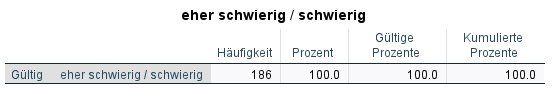 eher schwierig / schwierig
Häufigkeit Prozent Gültige Prozente Kumulierte Prozente
Gültig eher schwierig / schwierig 186 100.0 100.0 100.0